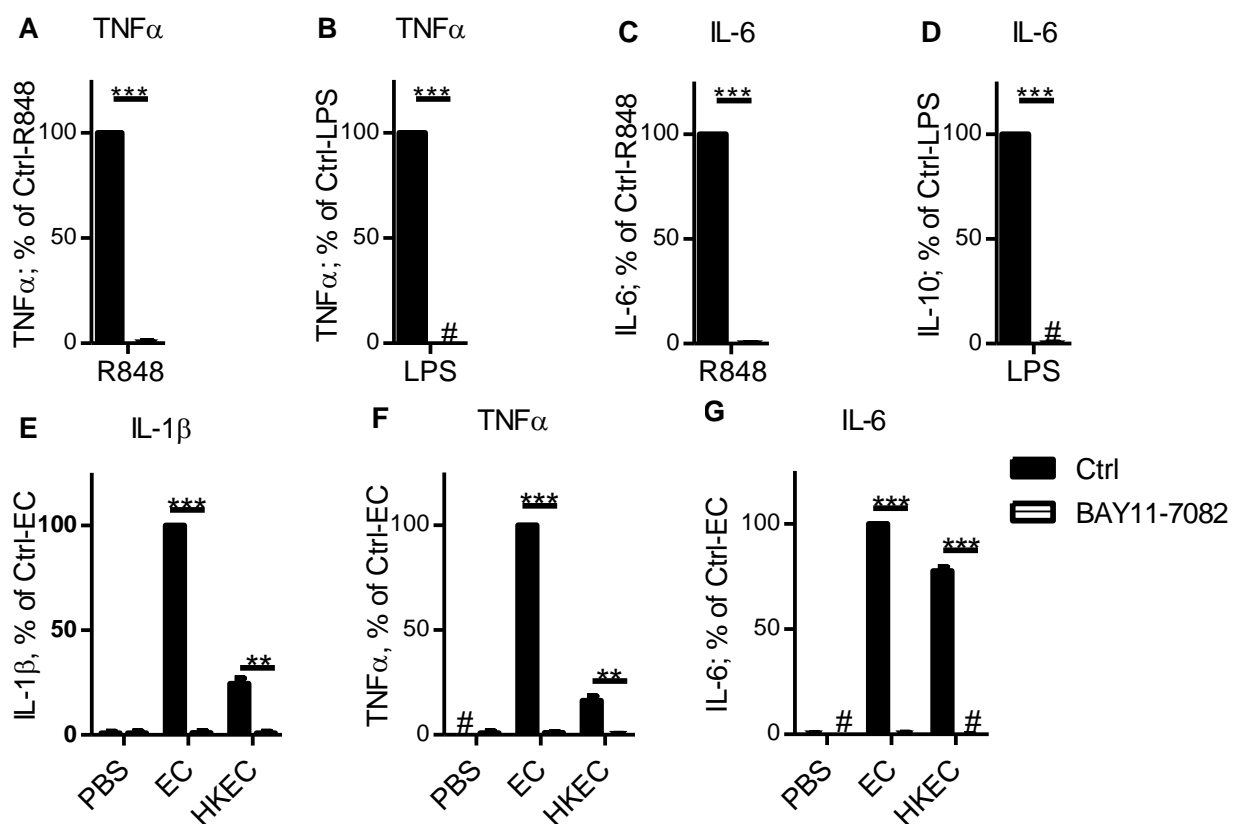 A TNFα
TNFα; % of Ctrl-R848
100
50
0
***
R848
B TNFα
TNFα; % of Ctrl-LPS
100
50
0
***
#
LPS
C IL-6
IL-6; % of Ctrl-R848
100
50
0
***
R848
D IL-6
IL-10; % of Ctrl-LPS
100
50
0
***
#
LPS
E IL-1β
IL-1β, % of Ctrl-EC
100
50
0
***
**
PBS
EC
HKEC
F TNFα
TNFα, % of Ctrl-EC
100
50
0
#
***
**
PBS
EC
HKEC
G IL-6
IL-6; % of Ctrl-EC
100
50
0
#
***
***
#
PBS
EC
HKEC
Ctrl
BAY11-7082